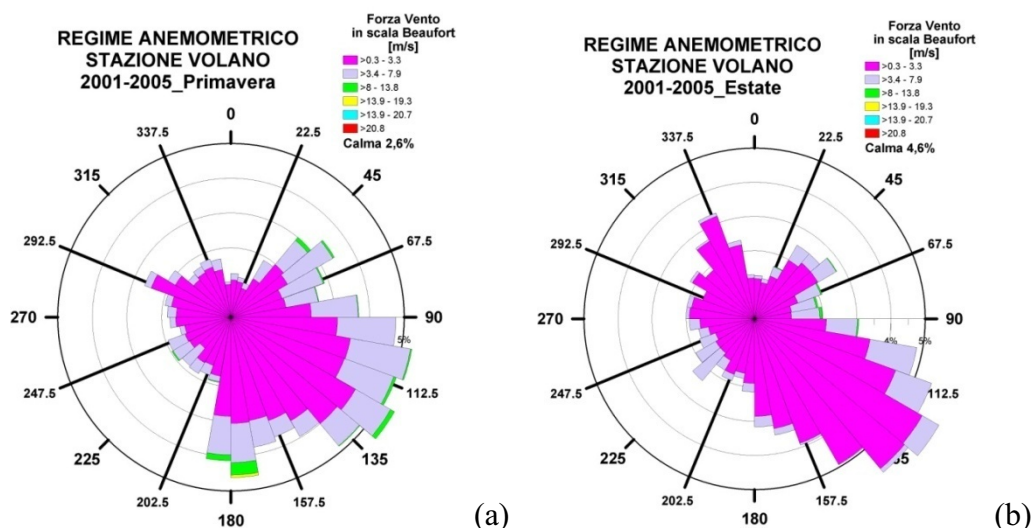 REGIME ANEMOMETRICO
STAZIONE VOLANO
2001-2005_Primavera
Forza Vento
in scala Beaufort
[m/s]
>0.3 - 3.3
>3.4 - 7.9
>8 - 13.8
>13.9 - 19.3
>13.9 - 20.7
>20.8
Calma 2,6%
0
337.5
22.5
315
45
292.5
67.5
270
90
5%
247.5
112.5
225
135
202.5
157.5
180
(a)
REGIME ANEMOMETRICO
STAZIONE VOLANO
2001-2005_Estate
Forza Vento
in scala Beaufort
[m/s]
>0.3 - 3.3
>3.4 - 7.9
>8 - 13.8
>13.9 - 19.3
>13.9 - 20.7
>20.8
Calma 4,6%
0
337.5
22.5
315
45
292.5
67.5
270
90
4%
5%
247.5
112.5
225
202.5
157.5
180
(b)